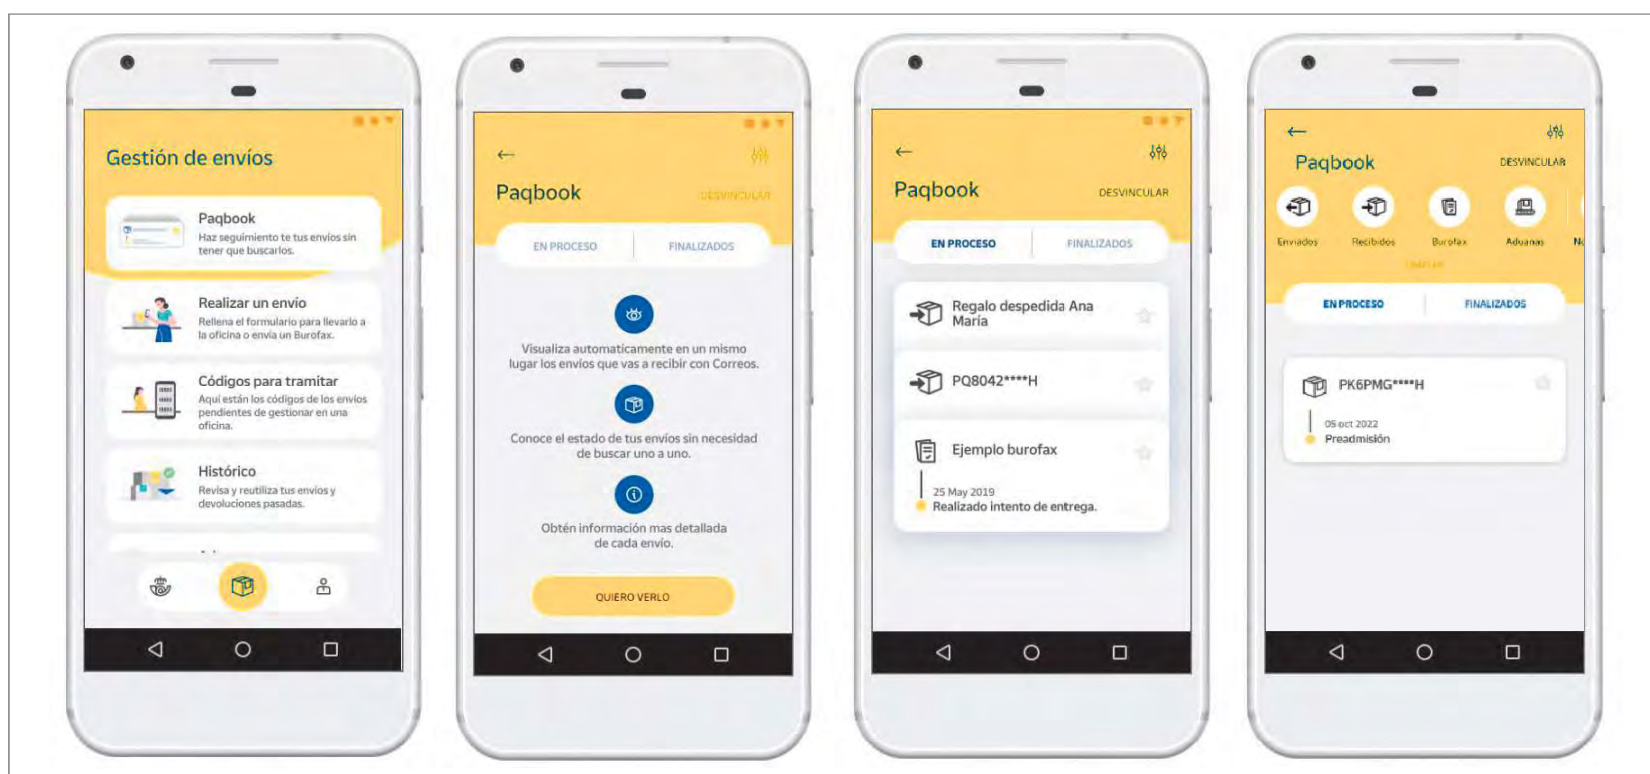 Gestión de envíos
Paqbook
Haz seguimiento te tus envíos sin
tener que buscarlos.
Realizar un envío
Rellena el formulario para llevarlo a
la oficina o envía un Burofax.
Códigos para tramitar
Aquí están los códigos de los envíos
pendientes de gestionar en una
oficina.
Histórico
Revisa y reutiliza tus envíos y
devoluciones pasadas.
Paqbook
DESVINCULAR
EN PROCESO
FINALIZADOS
Visualiza automaticamente en un mismo
lugar los envíos que vas a recibir con Correos.
Conoce el estado de tus envíos sin necesidad
de buscar uno a uno.
Obtén información mas detallada
de cada envío.
QUIERO VERLO
Paqbook
DESVINCULAR
EN PROCESO
FINALIZADOS
Regalo despedida Ana
María
PQ8042****H
Ejemplo burofax
25 May 2019
Realizado intento de entrega.
Paqbook
DESVINCULAR
Enviados
Recibidos
Burofax
Aduanas
EN PROCESO
FINALIZADOS
PK6PMG****H
05 oct 2022
Preadmisión